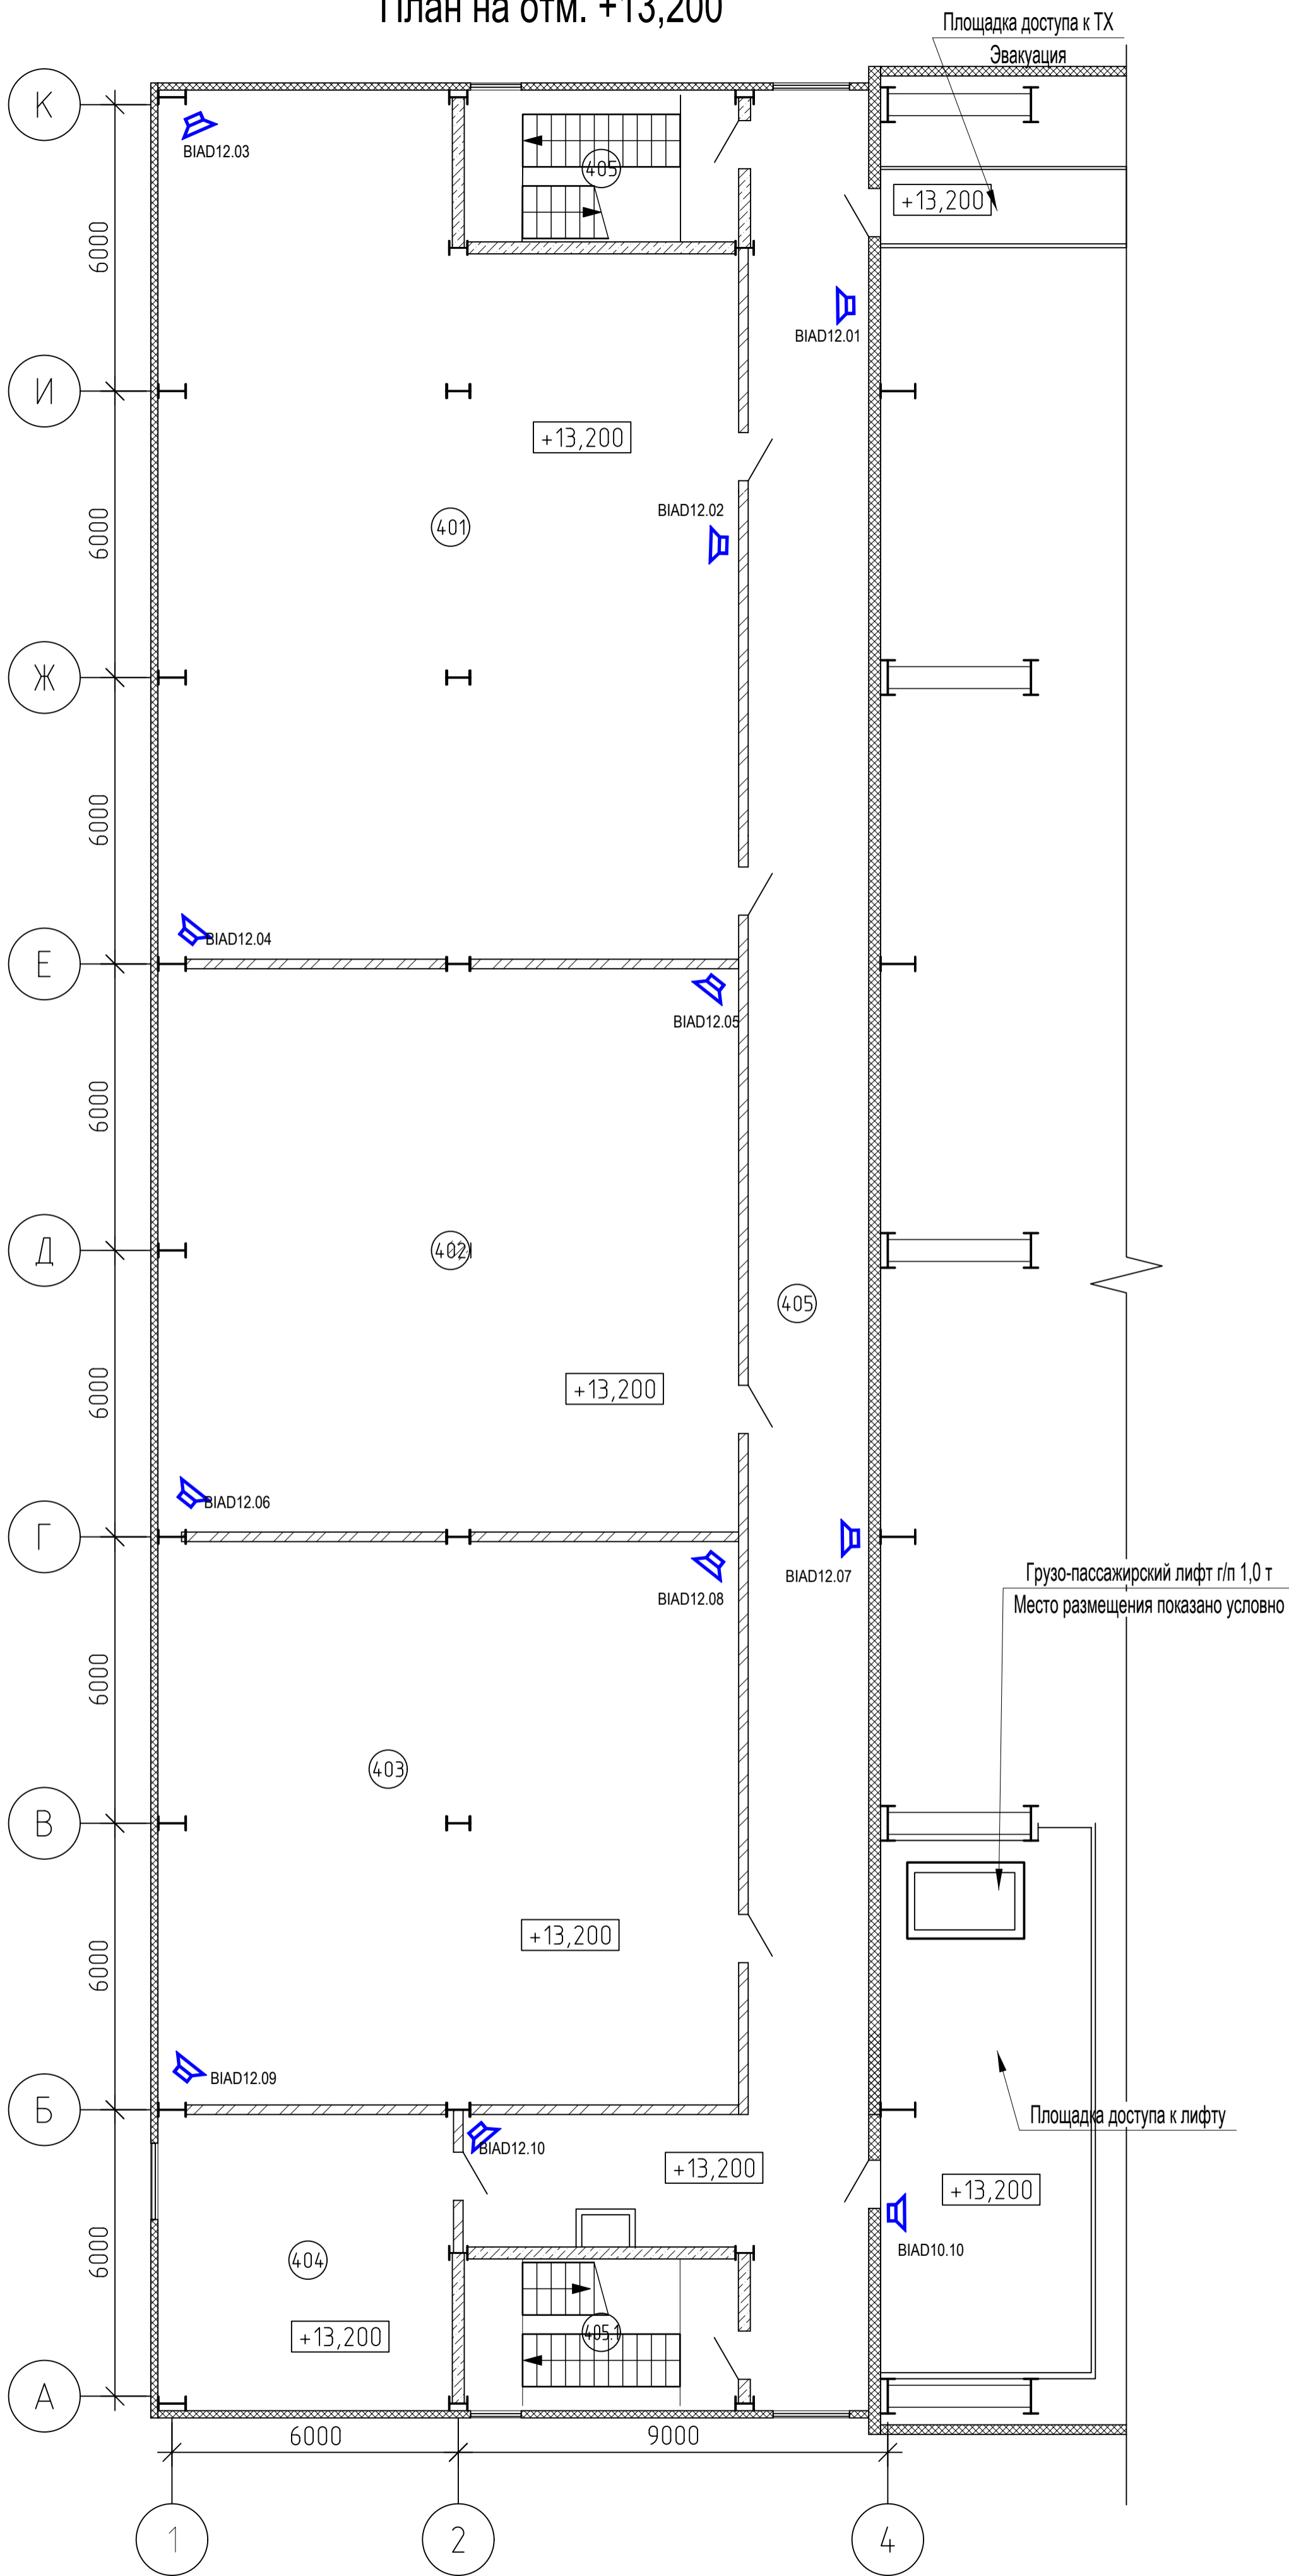 План на отм. +13,200
Площадка доступа к ТХ
Эвакуация
К
BIAD12.03
405
+13,200
6000
BIAD12.01
И
+13,200
BIAD12.02
401
6000
Ж
6000
BIAD12.04
Е
BIAD12.05
6000
Д
402
405
+13,200
6000
BIAD12.06
Г
BIAD12.07
BIAD12.08
Грузо-пассажирский лифт г/п 1,0 т
Место размещения показано условно
6000
403
В
+13,200
6000
BIAD12.09
Б
Площадка доступа к лифту
BIAD12.10
+13,200
+13,200
BIAD10.10
6000
404
405.1
+13,200
А
6000
9000
1
2
4